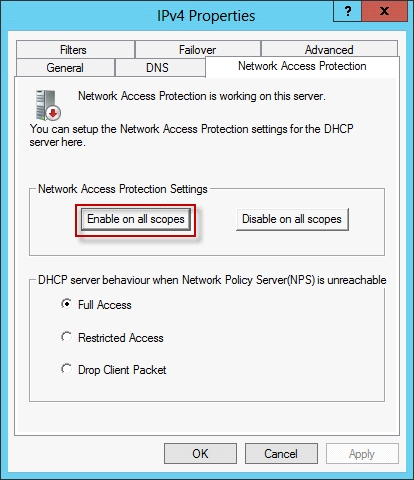 IPv4 Properties
?
Filters
Failover
Advanced
General
DNS
Network Access Protection
Network Access Protection is working on this server.
You can setup the Network Access Protection settings for the DHCP
server here.
Network Access Protection Settings
Enable on all scopes
Disable on all scopes
DHCP server behaviour when Network Policy Server(NPS) is unreachable
Full Access
Restricted Access
Drop Client Packet
OK
Cancel
Apply